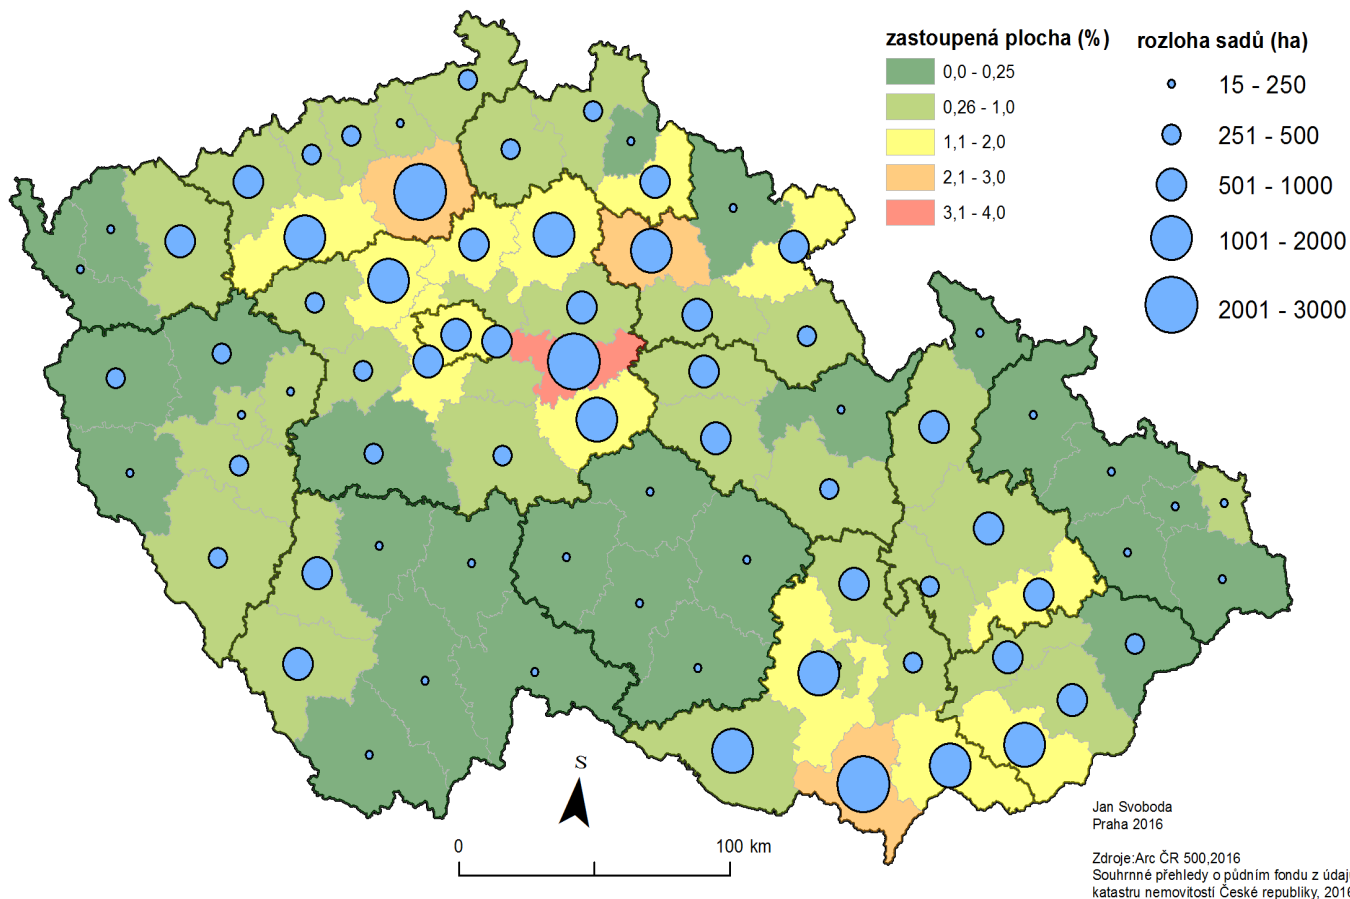 zastoupená plocha (%)
0,0 - 0,25
0,26 - 1,0
1,1 - 2,0
2,1 - 3,0
3,1 - 4,0
rozloha sadů (ha)
15 - 250
251 - 500
501 - 1000
1001 - 2000
2001 - 3000
S
0 100 km
Jan Svoboda
Praha 2016
Zdroje:Arc ČR 500,2016
Souhrnné přehledy o půdním fondu z údaj
katastru nemovitostí České republiky, 2016